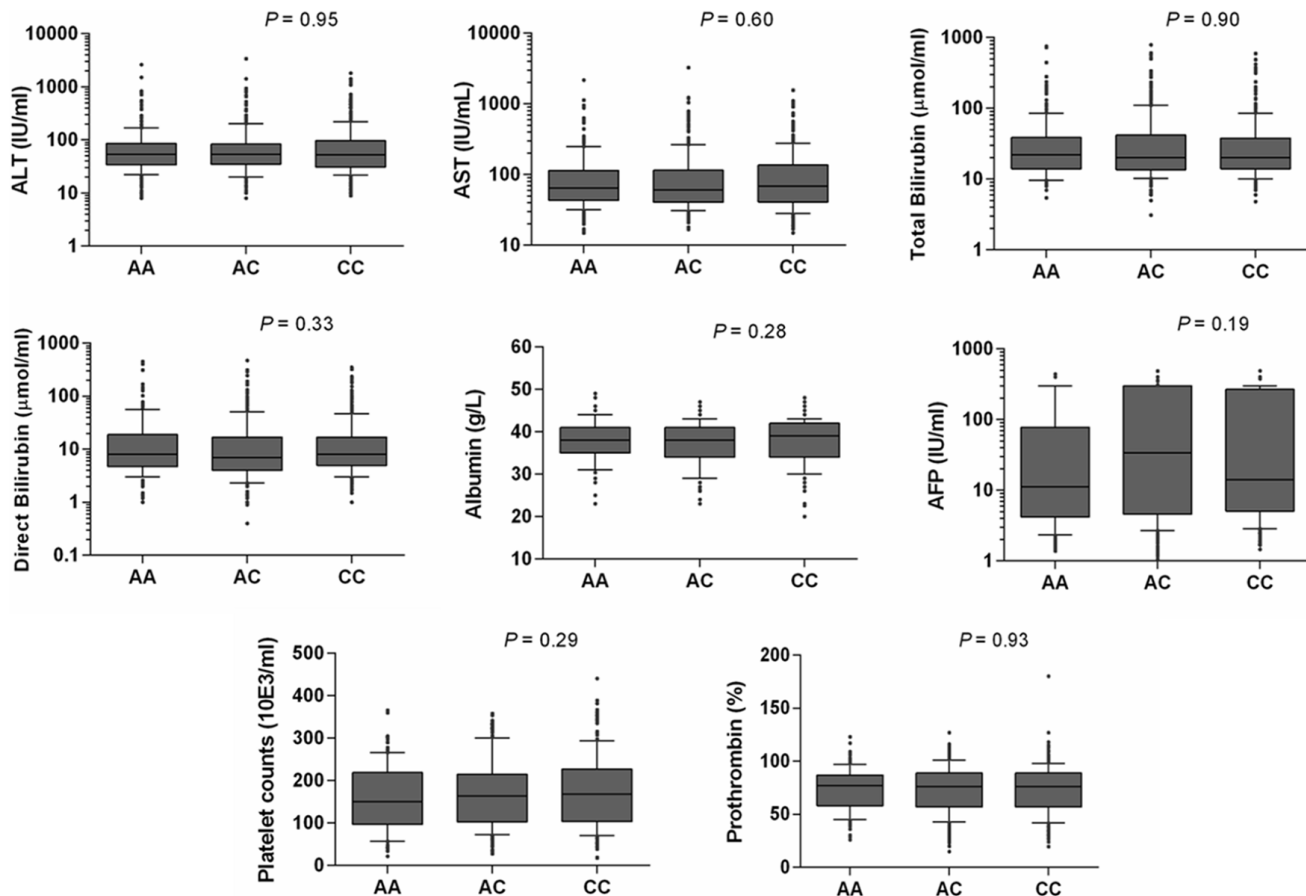 P = 0.95
ALT (IU/ml)
10000
1000
100
10
1
AA AC CC
P = 0.60
AST (IU/mL)
10000
1000
100
10
AA AC CC
P = 0.90
Total Bilirubin (μmol/ml)
1000
100
10
1
AA AC CC
P = 0.33
Direct Bilirubin (μmol/ml)
1000
100
10
1
0.1
AA AC CC
P = 0.28
Albumin (g/L)
60
50
40
30
20
10
AA AC CC
P = 0.19
AFP (IU/ml)
1000
100
10
1
AA AC CC
P = 0.29
Platelet counts (10E3/ml)
500
400
300
200
100
0
AA AC CC
P = 0.93
Prothrombin (%)
200
150
100
50
0
AA AC CC